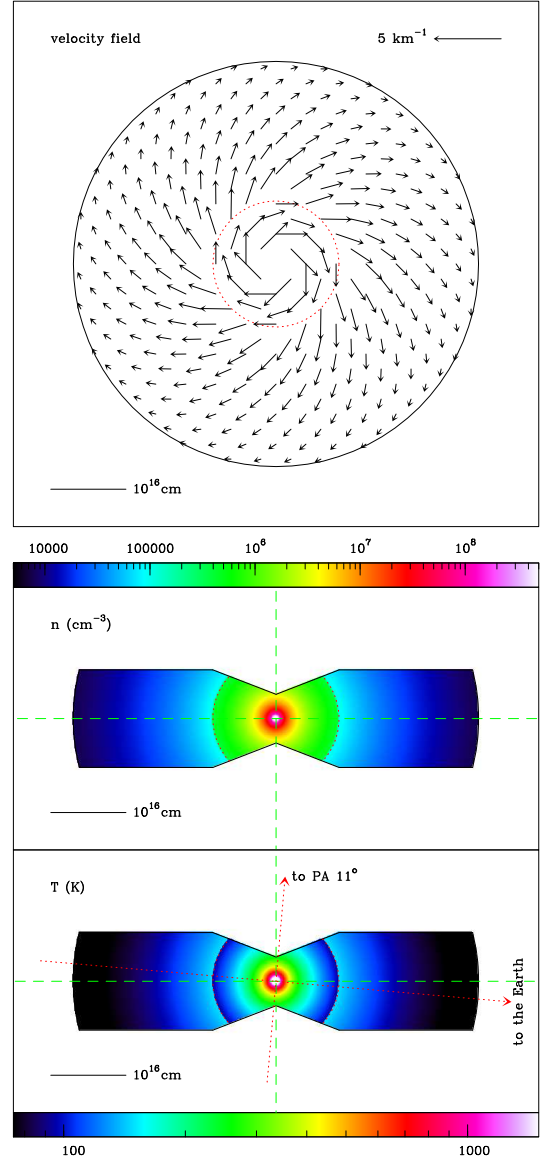 velocity field
5 km⁻¹
10¹⁶cm
10000 100000 10⁶ 10⁷ 10⁸
n (cm⁻³)
10¹⁶cm
T (K)
to PA 11°
to the Earth
10¹⁶cm
100 1000